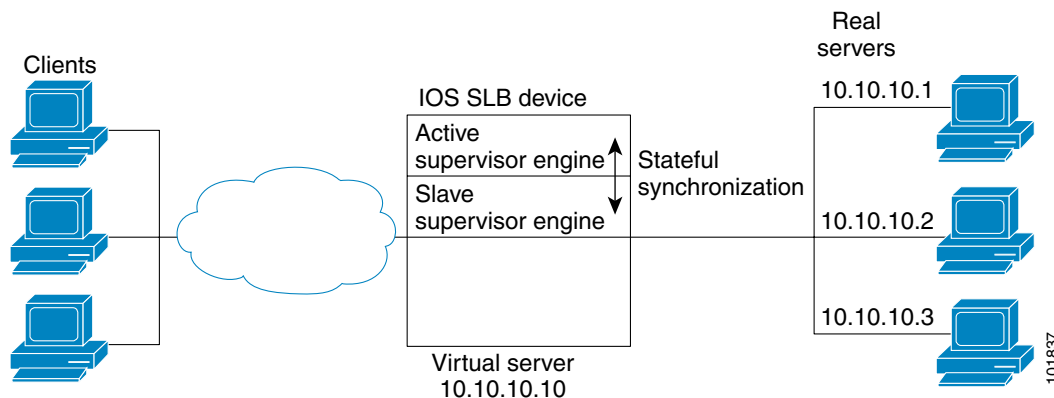 Clients
IOS SLB device
Active
supervisor engine
Slave
supervisor engine
Stateful
synchronization
Virtual server
10.10.10.10
Real
servers
10.10.10.1
10.10.10.2
10.10.10.3
101837